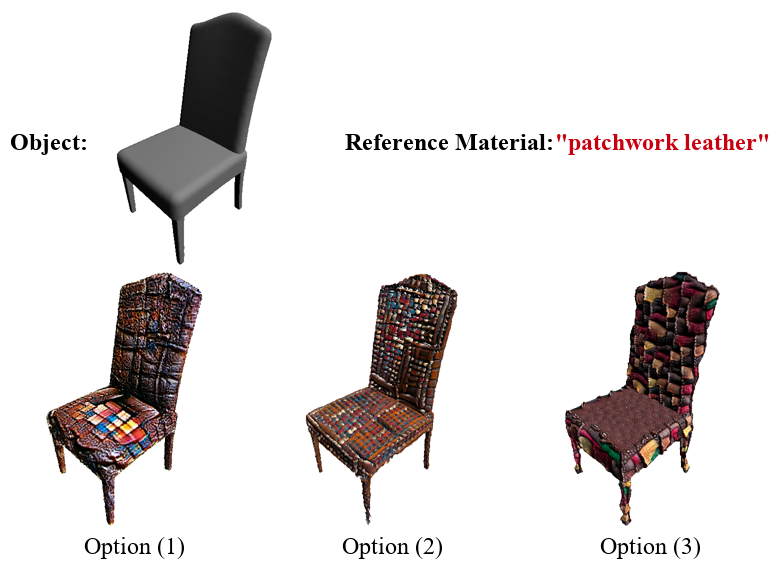 Object:
Reference Material:"patchwork leather"
Option (1)
Option (2)
Option (3)